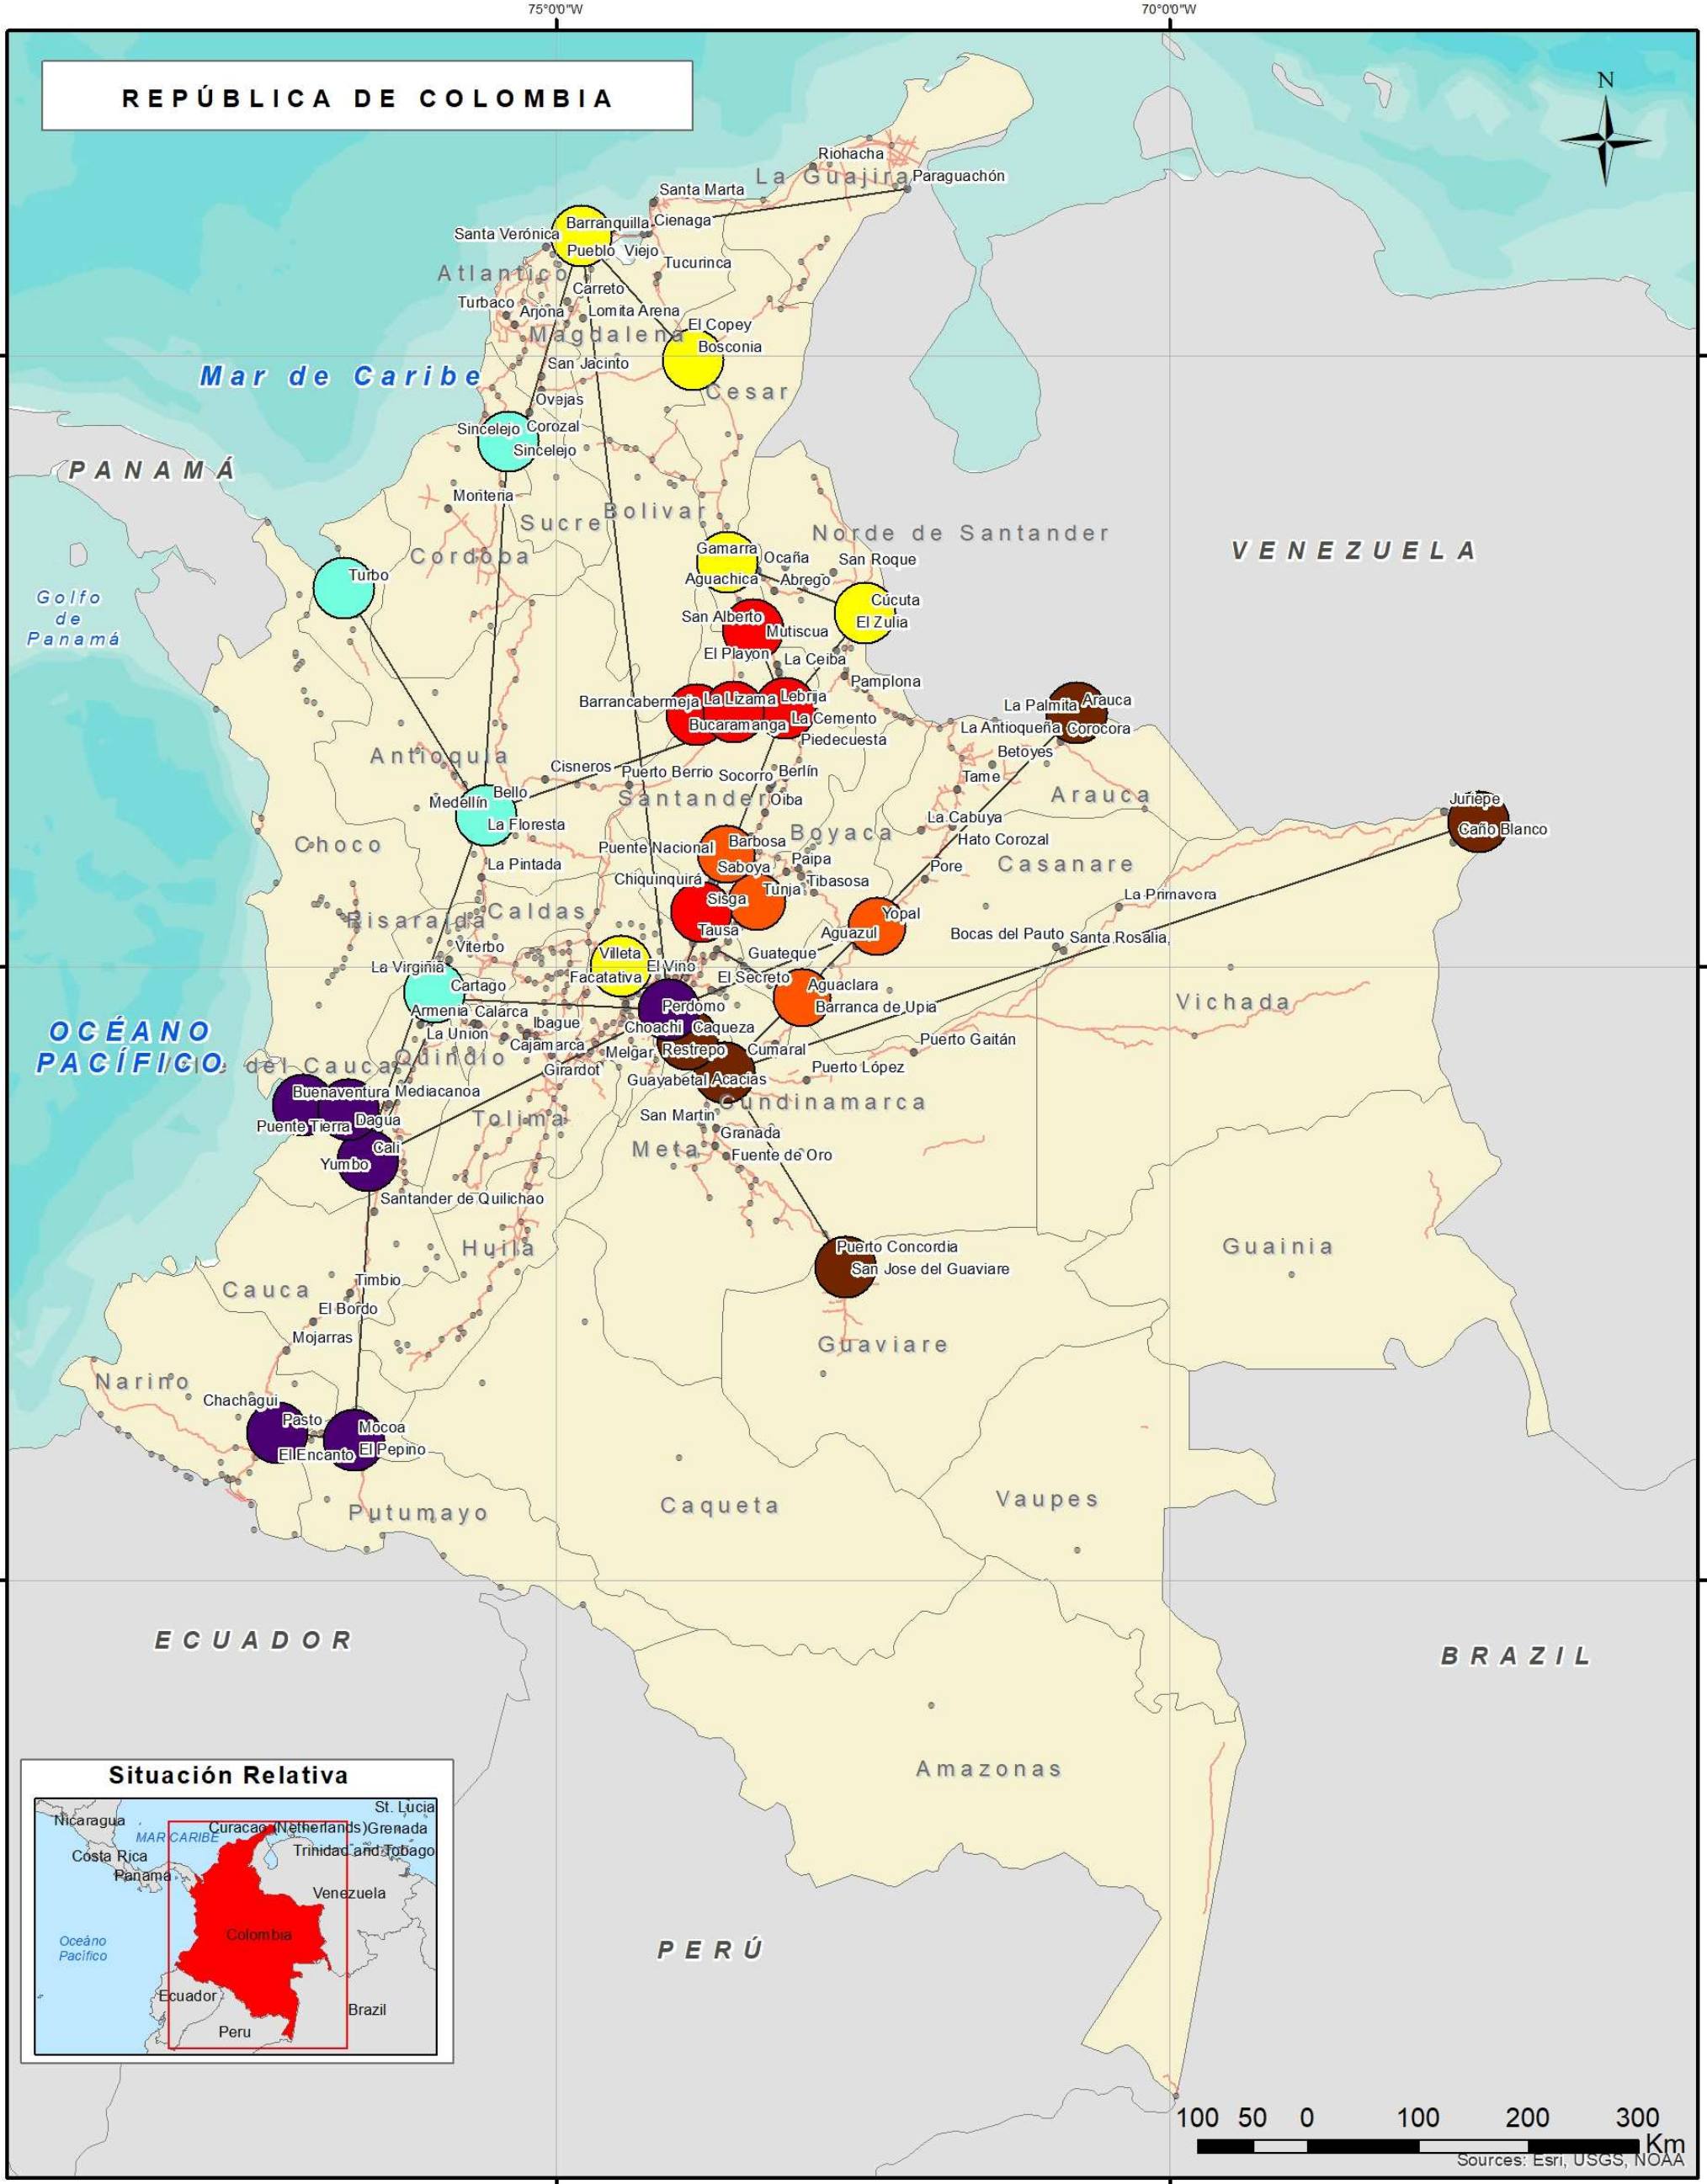 75°0'0"W
70°0'0"W
REPÚBLICA DE COLOMBIA
N
Riohacha
La Guajira
Paraguachón
Santa Marta
Barranquilla
Cienaga
Santa Verónica
Pueblo Viejo
Tucurinca
Atlantico
Carreto
Turbaco
Arjona
Lomita Arena
El Copey
Magdalena
Bosconia
San Jacinto
Mar de Caribe
Cesar
Ovejas
Sincelejo
Corozal
Sincelejo
PANAMÁ
Monteria
Bolivar
Sucre
Norde de Santander
VENEZUELA
Cordoba
Gamarra
Ocaña
San Roque
Turbo
Aguachica
Abrego
Golfo
de
Panamá
Cúcuta
El Zulia
San Alberto
Mutiscua
El Playon
La Ceiba
Pamplona
Barrancabermeja
La Lizama
Lebrija
La Palmita
Arauca
Bucaramanga
La Cemento
La Antioqueña
Corocora
Piedecuesta
Betoyes
Antioquia
Cisneros
Puerto Berrio
Socorro
Berlín
Tame
Bello
Medellín
Santander
Oiba
Arauca
Juriepe
La Floresta
La Cabuya
Caño Blanco
Choco
Puente Nacional
Barbosa
Boyaca
Hato Corozal
La Pintada
Saboya
Paipa
Casanare
Chiquinquirá
Tunja
Tibasosa
Pore
Sisga
La Primavera
Risaralda
Caldas
Yopal
Tausa
Aguazul
Bocas del Pauto
Santa Rosalia,
Viterbo
Villeta
Guateque
La Virginia
El Vino
Cartago
Facatativa
El Secreto
Aguaclara
Vichada
Armenia
Calarca
Perdomo
Barranca de Upia
OCÉANO
PACÍFICO
La Union
Ibague
Choachi
Caqueza
Cajamarca
Melgar
Restrepo
Cumaral
Puerto Gaitán
del Cauca
Quindio
Girardot
Guayabetal
Acacias
Puerto López
Buenaventura
Mediacanoa
Cundinamarca
Puente Tierra
Dagua
Tolima
San Martin
Granada
Cali
Meta
Fuente de Oro
Yumbo
Santander de Quilichao
Huila
Puerto Concordia
Guainia
San Jose del Guaviare
Cauca
Timbio
El Bordo
Mojarras
Guaviare
Narino
Chachagui
Pasto
Mocoa
El Encanto
El Pepino
Putumayo
Caqueta
Vaupes
ECUADOR
BRAZIL
Amazonas
PERÚ
Situación Relativa
St. Lucia
Nicaragua
MAR CARIBE
Curacao (Netherlands)
Grenada
Costa Rica
Trinidad and Tobago
Panama
Venezuela
Colombia
Oceáno
Pacífico
Ecuador
Brazil
Peru
100 50 0 100 200 300
Km
Sources: Esri, USGS, NOAA